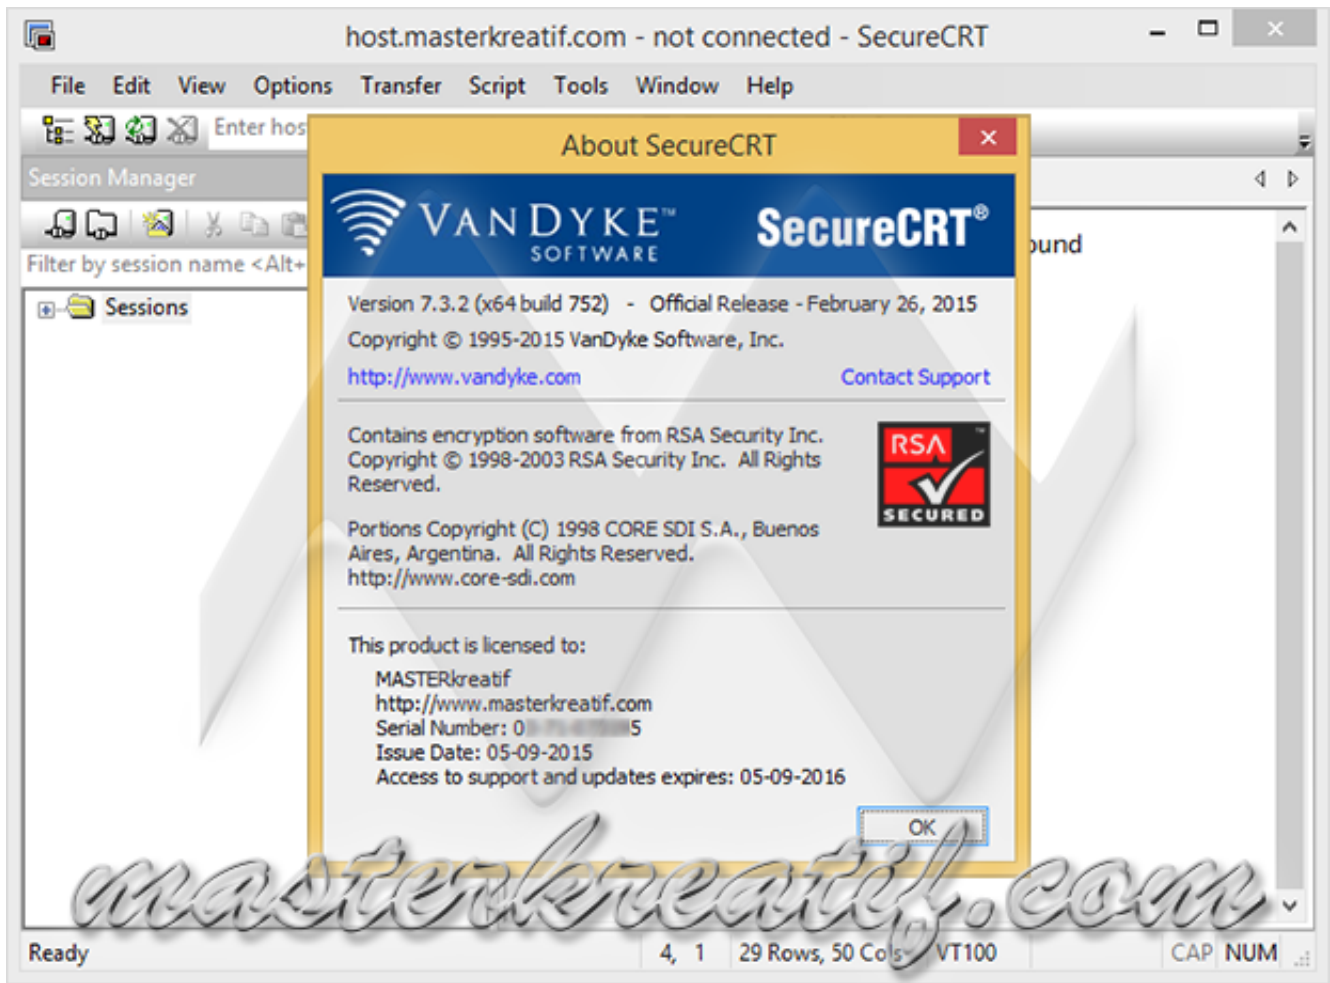 host.masterkreatif.com - not connected - SecureCRT
File Edit View Options Transfer Script Tools Window Help
Enter hos
About SecureCRT
Session Manager
VANDYKE™
SOFTWARE
SecureCRT®
ound
Filter by session name <Alt+
Sessions
Version 7.3.2 (x64 build 752) - Official Release - February 26, 2015
Copyright © 1995-2015 VanDyke Software, Inc.
http://www.vandyke.com Contact Support
Contains encryption software from RSA Security Inc.
Copyright © 1998-2003 RSA Security Inc. All Rights
Reserved.
RSA™
SECURED
Portions Copyright (C) 1998 CORE SDI S.A., Buenos
Aires, Argentina. All Rights Reserved.
http://www.core-sdi.com
This product is licensed to:
MASTERkreatif
http://www.masterkreatif.com
Serial Number: 0 5
Issue Date: 05-09-2015
Access to support and updates expires: 05-09-2016
OK
masterkreatif.com
Ready 4, 1 29 Rows, 50 Cols VT100 CAP NUM